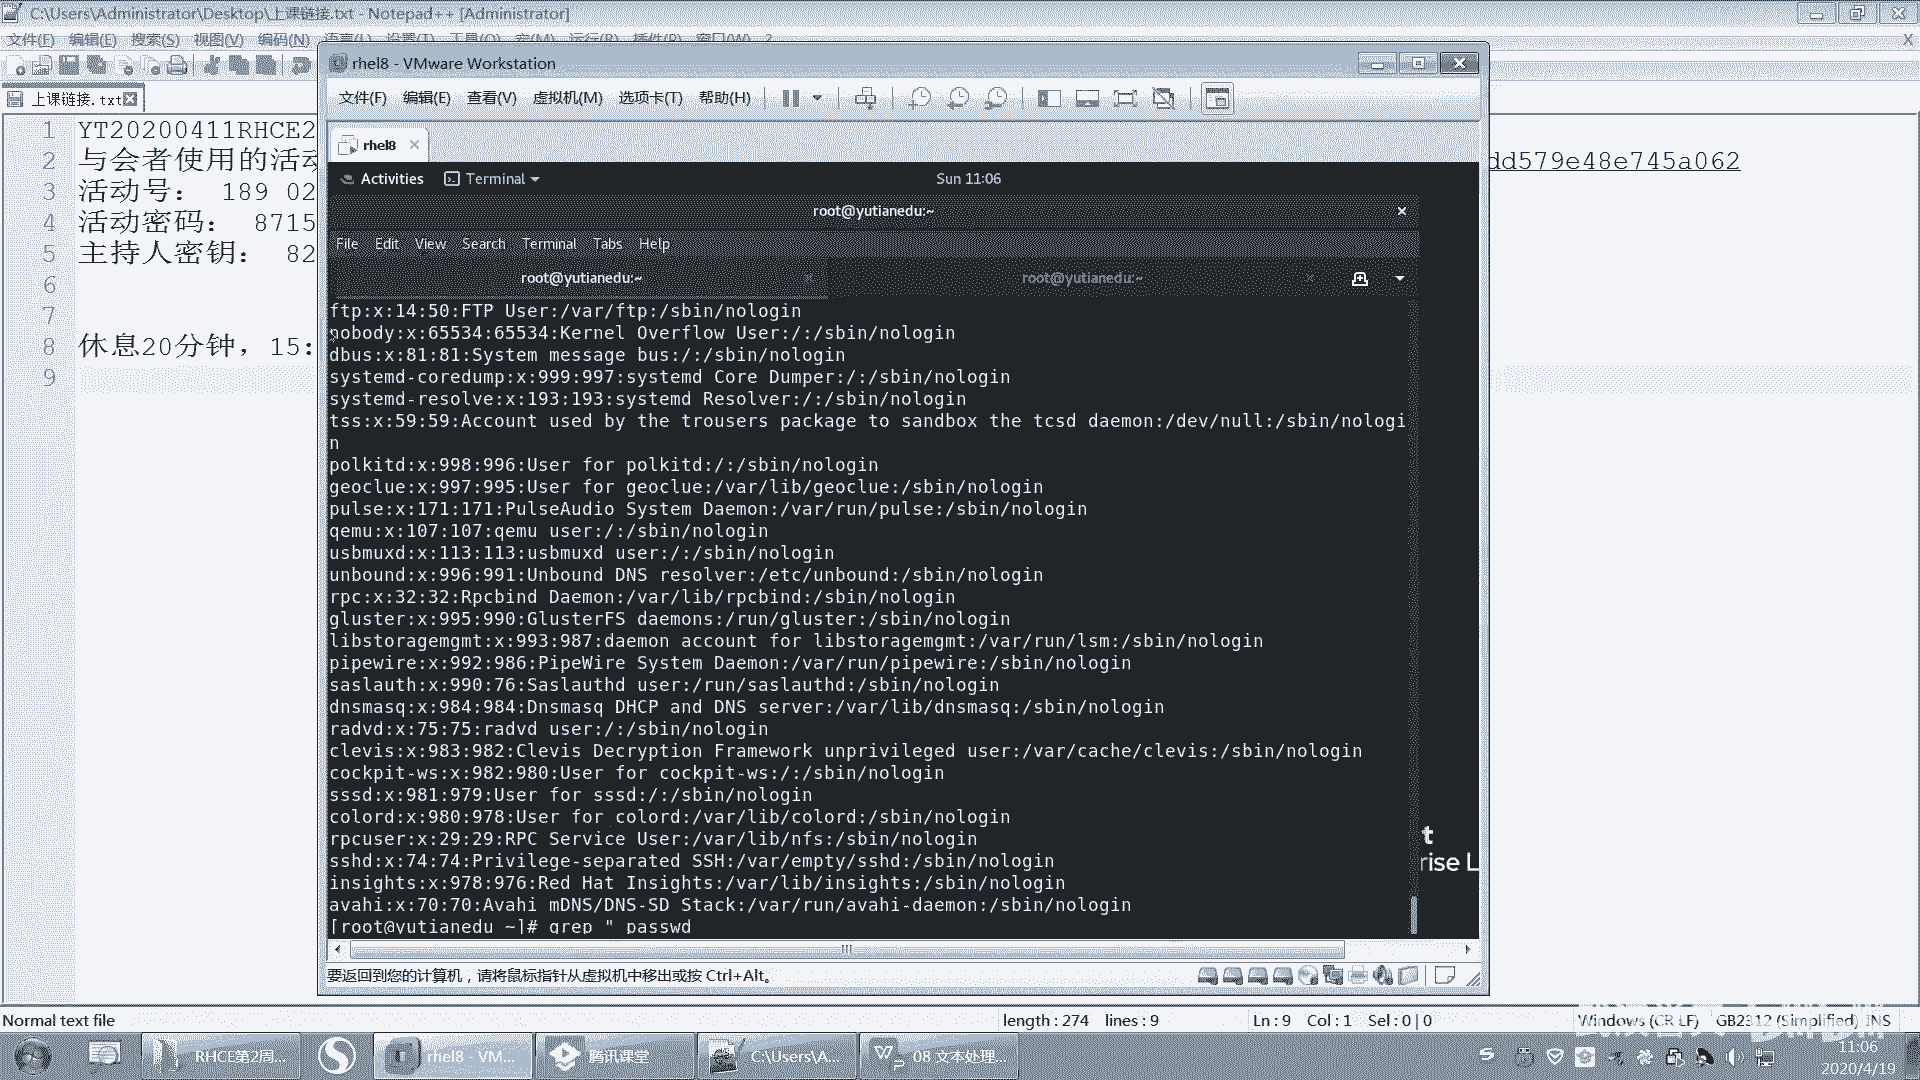 C:\Users\Administrator\Desktop\上课链接.txt - Notepad++ [Administrator]
文件(F) 编辑(E) 搜索(S) 视图(V) 编码(N) 语言(L) 设置(T) 工具(O) 宏(M) 运行(R) 插件(P) 窗口(W) ?
X
上课链接.txt
1 YT20200411RHCE2
2 与会者使用的活动 dd579e48e745a062
3 活动号： 189 02
4 活动密码： 8715
5 主持人密钥： 82
6
7
8 休息20分钟，15:
9
rhel8 - VMware Workstation
文件(F) 编辑(E) 查看(V) 虚拟机(M) 选项卡(T) 帮助(H)
rhel8
Activities Terminal Sun 11:06
root@yutianedu:~
File Edit View Search Terminal Tabs Help
root@yutianedu:~ root@yutianedu:~
ftp:x:14:50:FTP User:/var/ftp:/sbin/nologin
nobody:x:65534:65534:Kernel Overflow User:/:/sbin/nologin
dbus:x:81:81:System message bus:/:/sbin/nologin
systemd-coredump:x:999:997:systemd Core Dumper:/:/sbin/nologin
systemd-resolve:x:193:193:systemd Resolver:/:/sbin/nologin
tss:x:59:59:Account used by the trousers package to sandbox the tcsd daemon:/dev/null:/sbin/nologi
n
polkitd:x:998:996:User for polkitd:/:/sbin/nologin
geoclue:x:997:995:User for geoclue:/var/lib/geoclue:/sbin/nologin
pulse:x:171:171:PulseAudio System Daemon:/var/run/pulse:/sbin/nologin
qemu:x:107:107:qemu user:/:/sbin/nologin
usbmuxd:x:113:113:usbmuxd user:/:/sbin/nologin
unbound:x:996:991:Unbound DNS resolver:/etc/unbound:/sbin/nologin
rpc:x:32:32:Rpcbind Daemon:/var/lib/rpcbind:/sbin/nologin
gluster:x:995:990:GlusterFS daemons:/run/gluster:/sbin/nologin
libstoragemgmt:x:993:987:daemon account for libstoragemgmt:/var/run/lsm:/sbin/nologin
pipewire:x:992:986:PipeWire System Daemon:/var/run/pipewire:/sbin/nologin
saslauth:x:990:76:Saslauthd user:/run/saslauthd:/sbin/nologin
dnsmasq:x:984:984:Dnsmasq DHCP and DNS server:/var/lib/dnsmasq:/sbin/nologin
radvd:x:75:75:radvd user:/:/sbin/nologin
clevis:x:983:982:Clevis Decryption Framework unprivileged user:/var/cache/clevis:/sbin/nologin
cockpit-ws:x:982:980:User for cockpit-ws:/:/sbin/nologin
sssd:x:981:979:User for sssd:/:/sbin/nologin
colord:x:980:978:User for colord:/var/lib/colord:/sbin/nologin
rpcuser:x:29:29:RPC Service User:/var/lib/nfs:/sbin/nologin
sshd:x:74:74:Privilege-separated SSH:/var/empty/sshd:/sbin/nologin
insights:x:978:976:Red Hat Insights:/var/lib/insights:/sbin/nologin
avahi:x:70:70:Avahi mDNS/DNS-SD Stack:/var/run/avahi-daemon:/sbin/nologin
[root@yutianedu ~]# grep " passwd
t
rise L
要返回到您的计算机，请将鼠标指针从虚拟机中移出或按 Ctrl+Alt。
Normal text file length : 274 lines : 9 Ln : 9 Col : 1 Sel : 0 | 0 Windows (CR LF) GB2312 (Simplified) INS
RHCE第2周... rhel8 - VM... 腾讯课堂 C:\Users\A... 08 文本处理... 11:06
2020/4/19